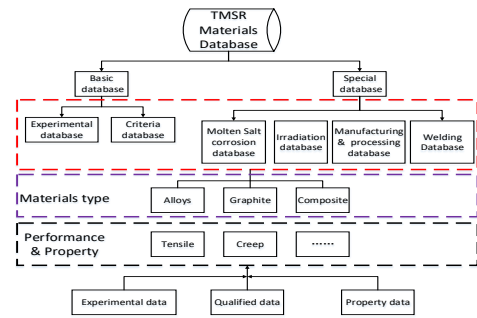 TMSR
Materials
Database
Basic
database
Special
database
Experimental
database
Criteria
database
Molten Salt
corrosion
database
Irradiation
database
Manufacturing
& processing
database
Welding
Database
Materials type
Alloys
Graphite
Composite
Performance
& Property
Tensile
Creep
······
Experimental data
Qualified data
Property data